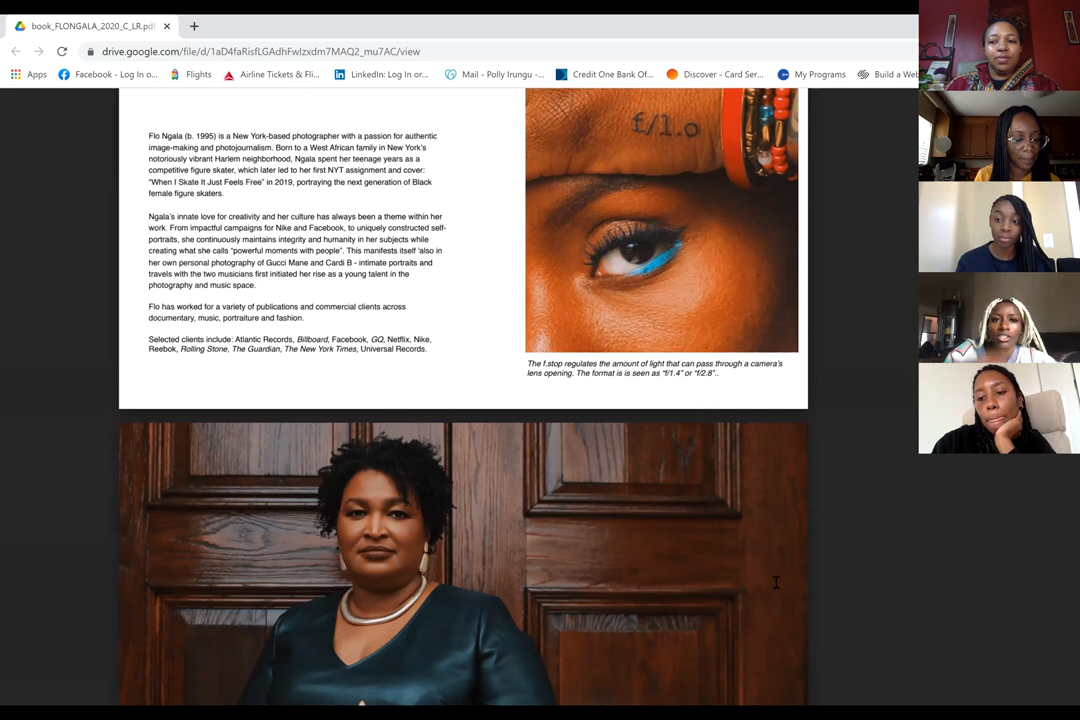 book_FLONGALA_2020_C_LR.pdf
drive.google.com/file/d/1aD4faRisfLGAdhFwIzxdm7MAQ2_mu7AC/view
Apps
Facebook - Log In o...
Flights
Airline Tickets & Fli...
LinkedIn: Log In or...
Mail - Polly Irungu -...
Credit One Bank Of...
Discover - Card Ser...
My Programs
Build a Web
Flo Ngala (b. 1995) is a New York-based photographer with a passion for authentic
image-making and photojournalism. Born to a West African family in New York's
notoriously vibrant Harlem neighborhood, Ngala spent her teenage years as a
competitive figure skater, which later led to her first NYT assignment and cover:
"When I Skate It Just Feels Free" in 2019, portraying the next generation of Black
female figure skaters.
Ngala's innate love for creativity and her culture has always been a theme within her
work. From impactful campaigns for Nike and Facebook, to uniquely constructed self-
portraits, she continuously maintains integrity and humanity in her subjects while
creating what she calls "powerful moments with people". This manifests itself 'also in
her own personal photography of Gucci Mane and Cardi B - intimate portraits and
travels with the two musicians first initiated her rise as a young talent in the
photography and music space.
Flo has worked for a variety of publications and commercial clients across
documentary, music, portraiture and fashion.
Selected clients include: Atlantic Records, Billboard, Facebook, GQ, Netflix, Nike,
Reebok, Rolling Stone, The Guardian, The New York Times, Universal Records.
f/1.0
The f.stop regulates the amount of light that can pass through a camera's
lens opening. The format is is seen as "f/1.4" or "f/2.8"..